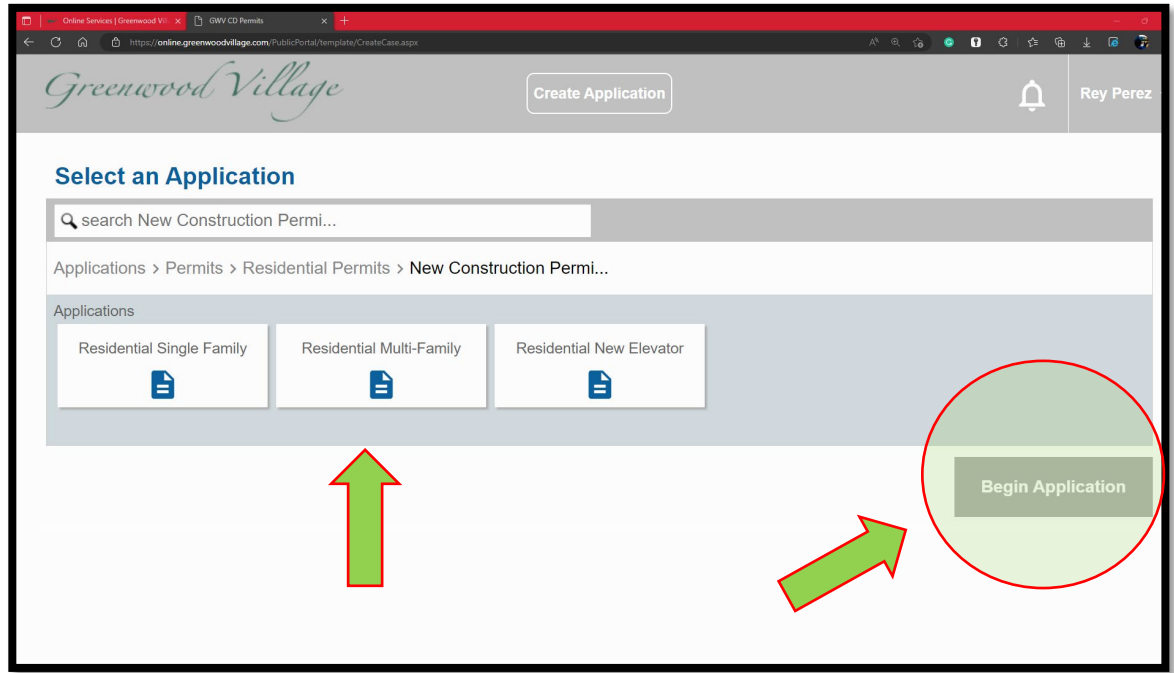 Online Services | Greenwood Vill
GWV CD Permits
https://online.greenwoodvillage.com/PublicPortal/template/CreateCase.aspx
Greenwood Village
Create Application
Rey Perez
Select an Application
search New Construction Permi...
Applications > Permits > Residential Permits > New Construction Permi...
Applications
Residential Single Family
Residential Multi-Family
Residential New Elevator
Begin Application